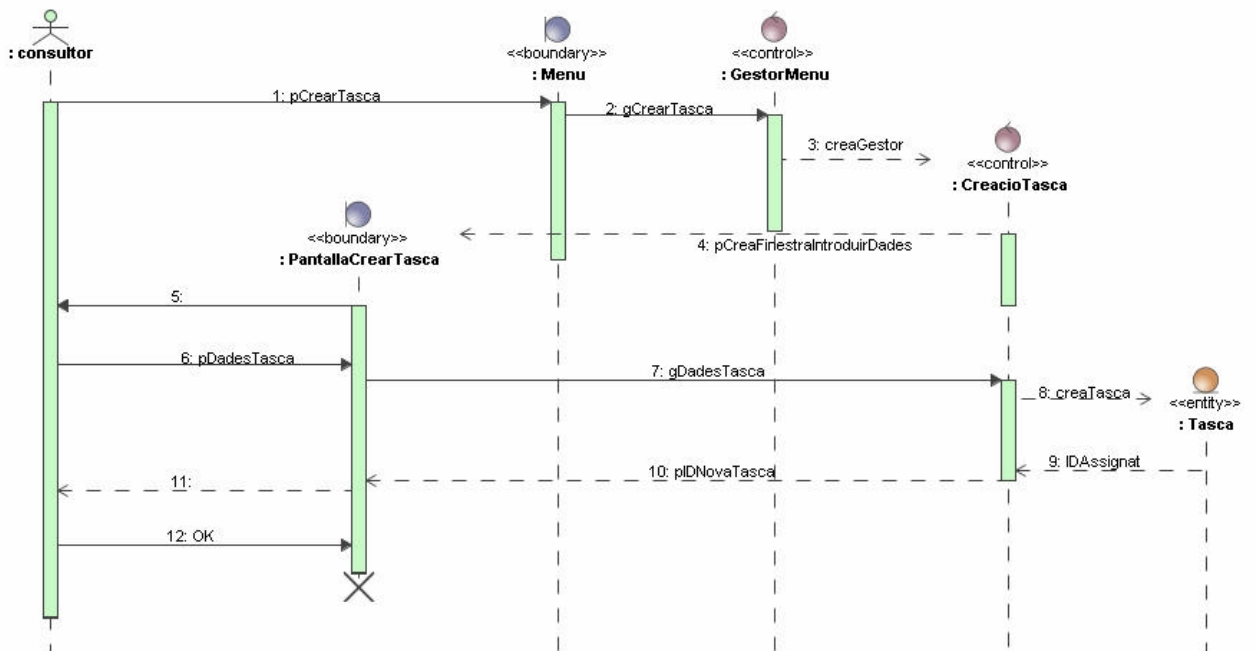 : consultor
<<boundary>>
: Menu
<<control>>
: GestorMenu
1: pCrearTasca
2: gCrearTasca
3: creaGestor
<<control>>
: CreacioTasca
<<boundary>>
: PantallaCrearTasca
4: pCreaFinestraIntroduirDades
5:
6: pDadesTasca
7: gDadesTasca
8: creaTasca
<<entity>>
: Tasca
9: IDAssignat
10: pIDNovaTasca
11:
12: OK